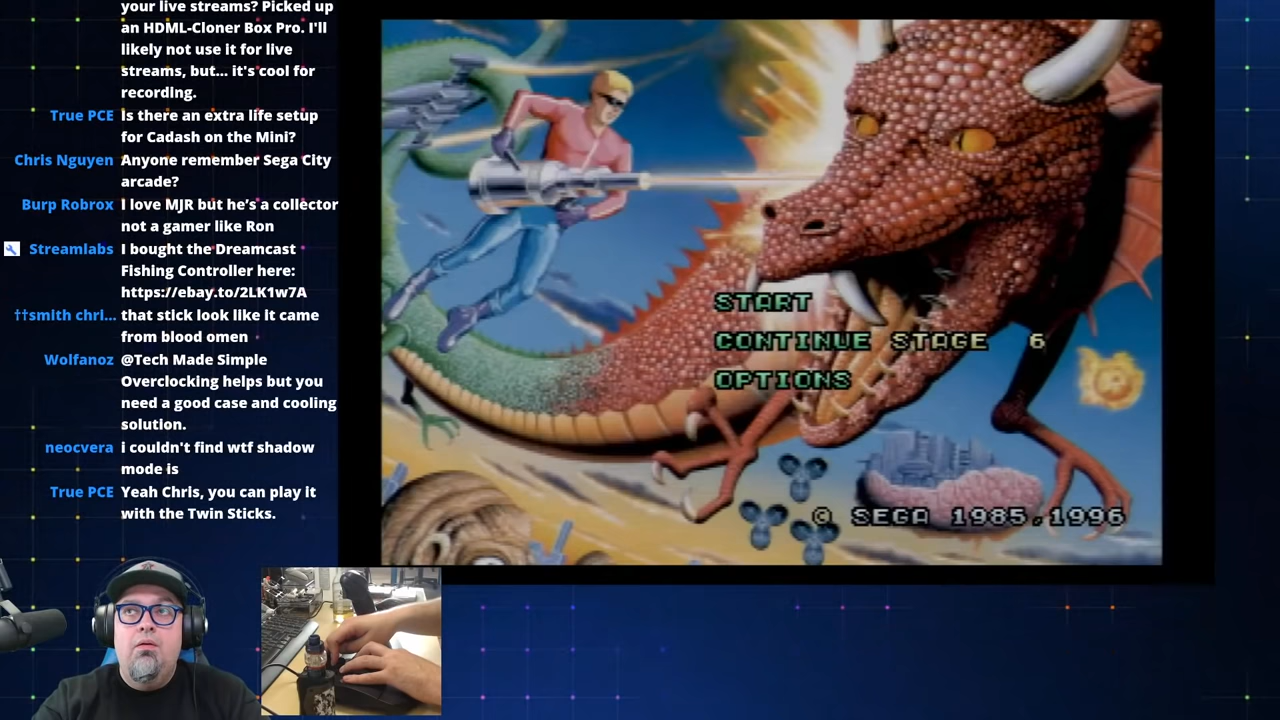 your live streams? Picked up
an HDML-Cloner Box Pro. I'll
likely not use it for live
streams, but... it's cool for
recording.
True PCE Is there an extra life setup
for Cadash on the Mini?
Chris Nguyen Anyone remember Sega City
arcade?
Burp Robrox I love MJR but he's a collector
not a gamer like Ron
Streamlabs I bought the Dreamcast
Fishing Controller here:
https://ebay.to/2LK1w7A
††smith chri... that stick look like it came
from blood omen
Wolfanoz @Tech Made Simple
Overclocking helps but you
need a good case and cooling
solution.
neocvera i couldn't find wtf shadow
mode is
True PCE Yeah Chris, you can play it
with the Twin Sticks.
START
CONTINUE STAGE 6
OPTIONS
© SEGA 1985,1996